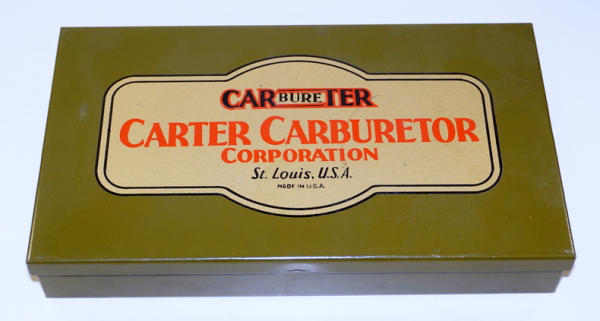 CARBURETER
CARTER CARBURETOR
CORPORATION
St. Louis, U.S.A.
MADE IN U.S.A.